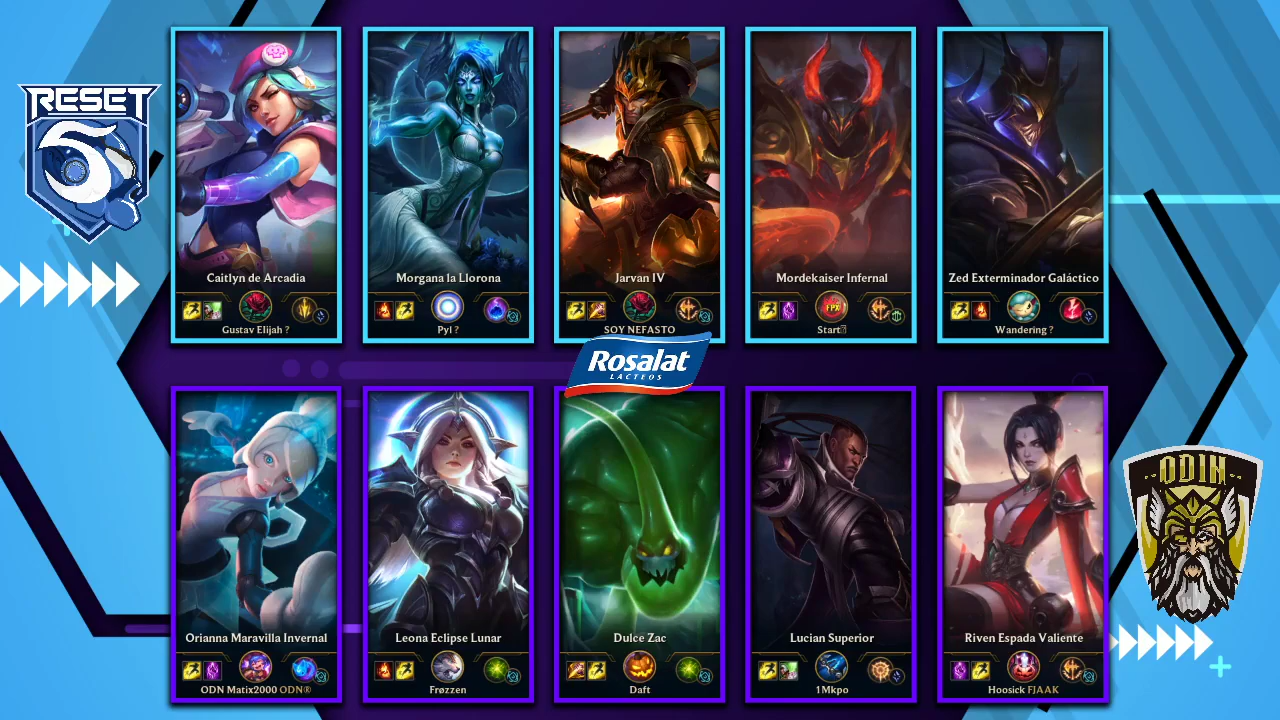 RESET
Caitlyn de Arcadia
Gustav Elijah ?
Morgana la Llorona
Pyl ?
Jarvan IV
SOY NEFASTO
Mordekaiser Infernal
FPX
Start
Zed Exterminador Galáctico
Wandering ?
Rosalat
LACTEOS
Orianna Maravilla Invernal
ODN Matix2000 ODN®
Leona Eclipse Lunar
Frøzzen
Dulce Zac
Daft
Lucian Superior
1Mkpo
Riven Espada Valiente
Hoosick FJAAK
ODIN